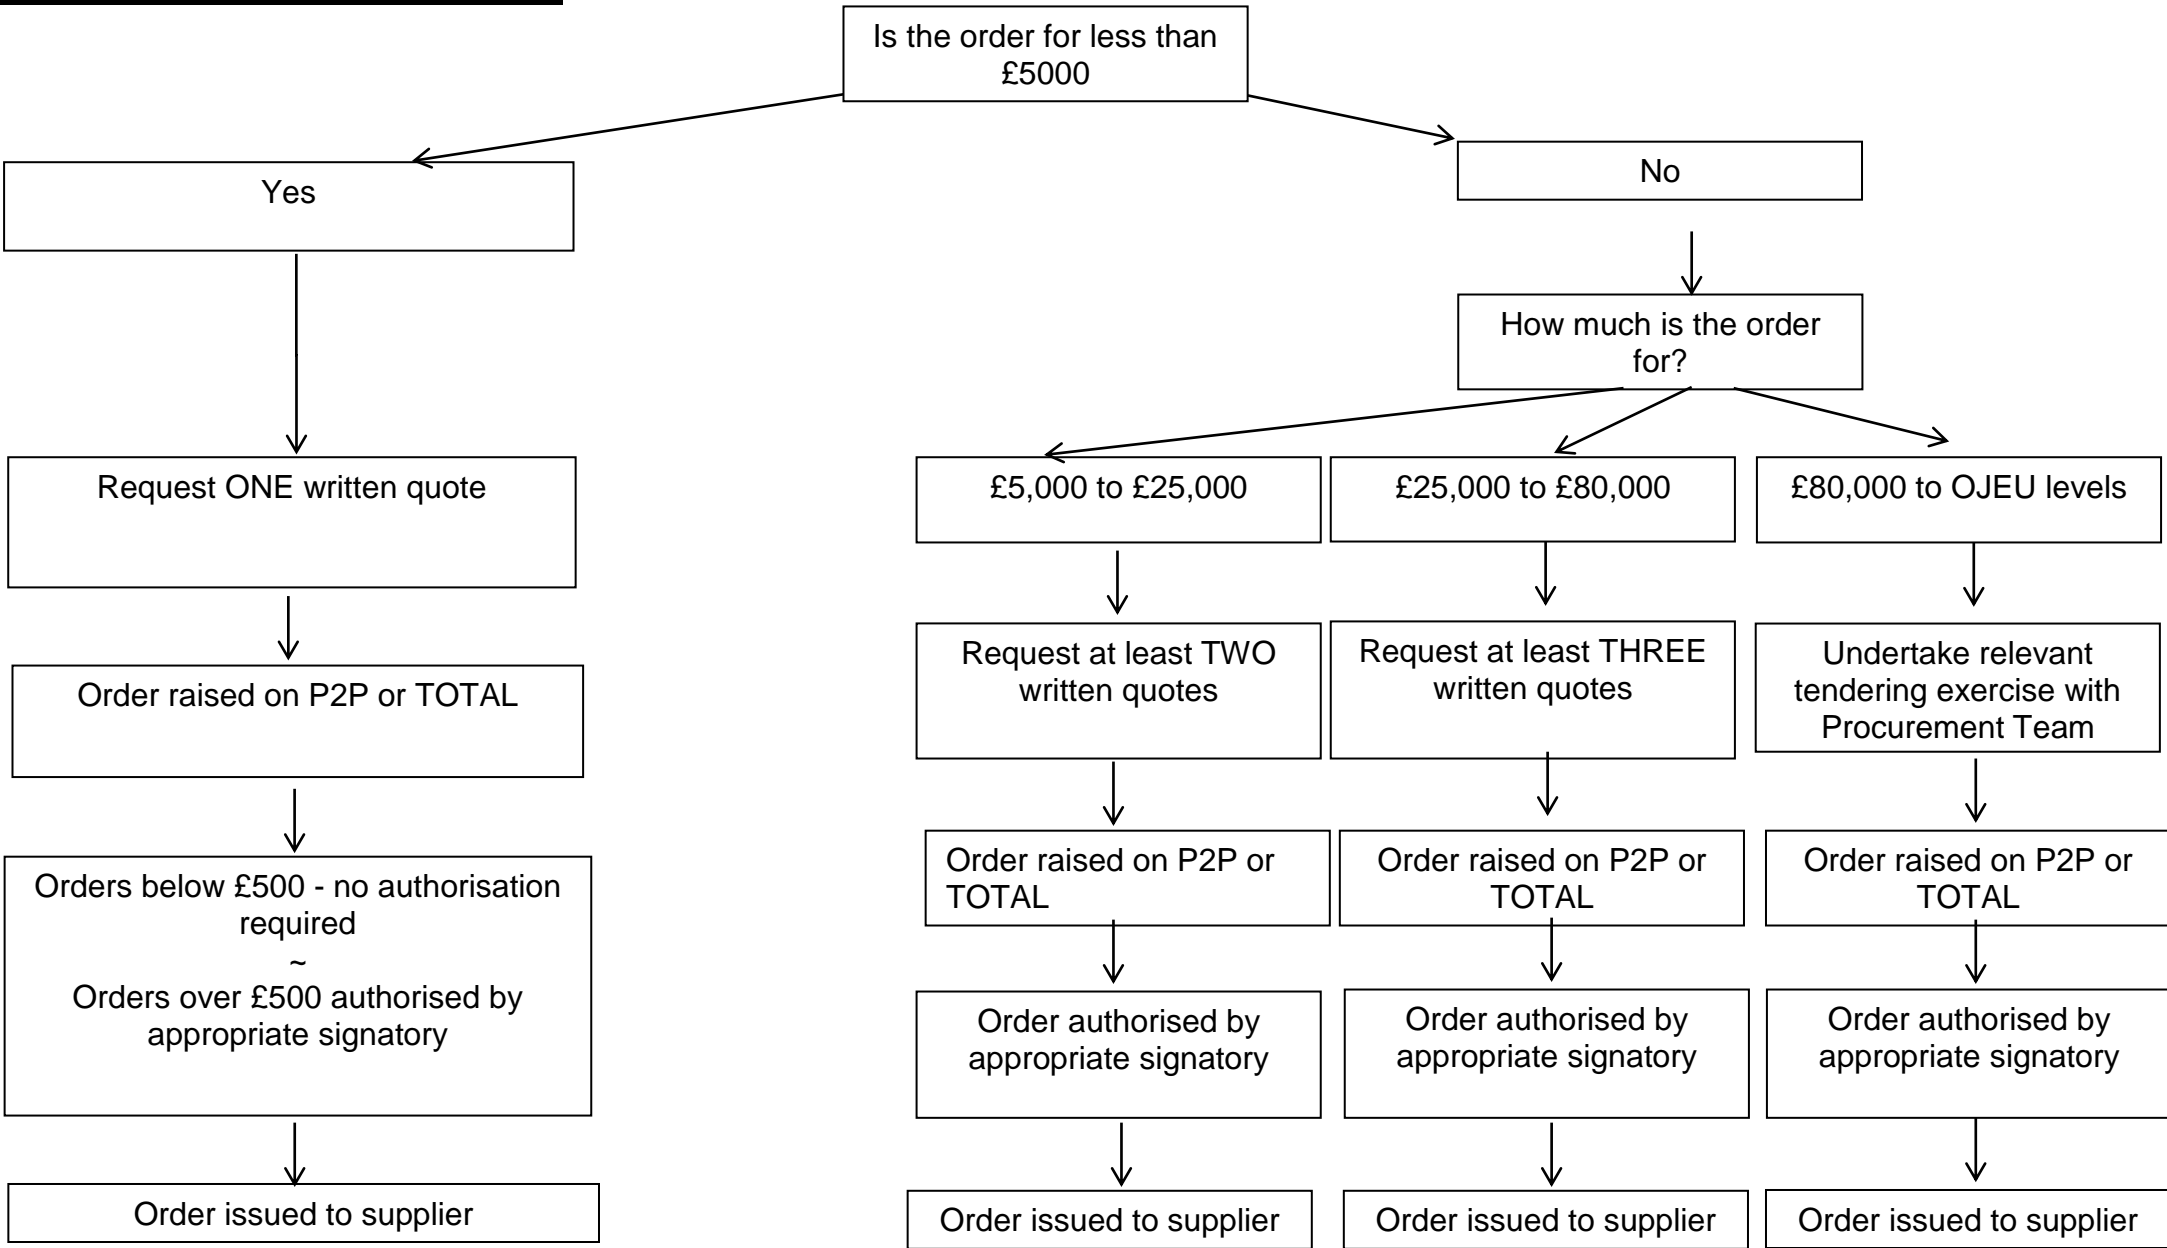 Is the order for less than
£5000
Yes
No
How much is the order
for?
Request ONE written quote
£5,000 to £25,000
£25,000 to £80,000
£80,000 to OJEU levels
Request at least TWO
written quotes
Request at least THREE
written quotes
Undertake relevant
tendering exercise with
Procurement Team
Order raised on P2P or TOTAL
Order raised on P2P or
TOTAL
Order raised on P2P or
TOTAL
Order raised on P2P or
TOTAL
Orders below £500 - no authorisation
required
~
Orders over £500 authorised by
appropriate signatory
Order authorised by
appropriate signatory
Order authorised by
appropriate signatory
Order authorised by
appropriate signatory
Order issued to supplier
Order issued to supplier
Order issued to supplier
Order issued to supplier